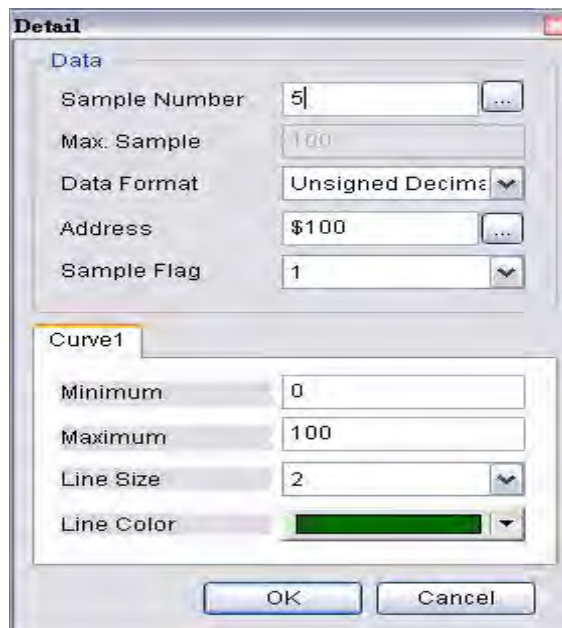 Detail
Data
Sample Number 5 ...
Max. Sample 100
Data Format Unsigned Decima
Address $100 ...
Sample Flag 1
Curve1
Minimum 0
Maximum 100
Line Size 2
Line Color
OK Cancel